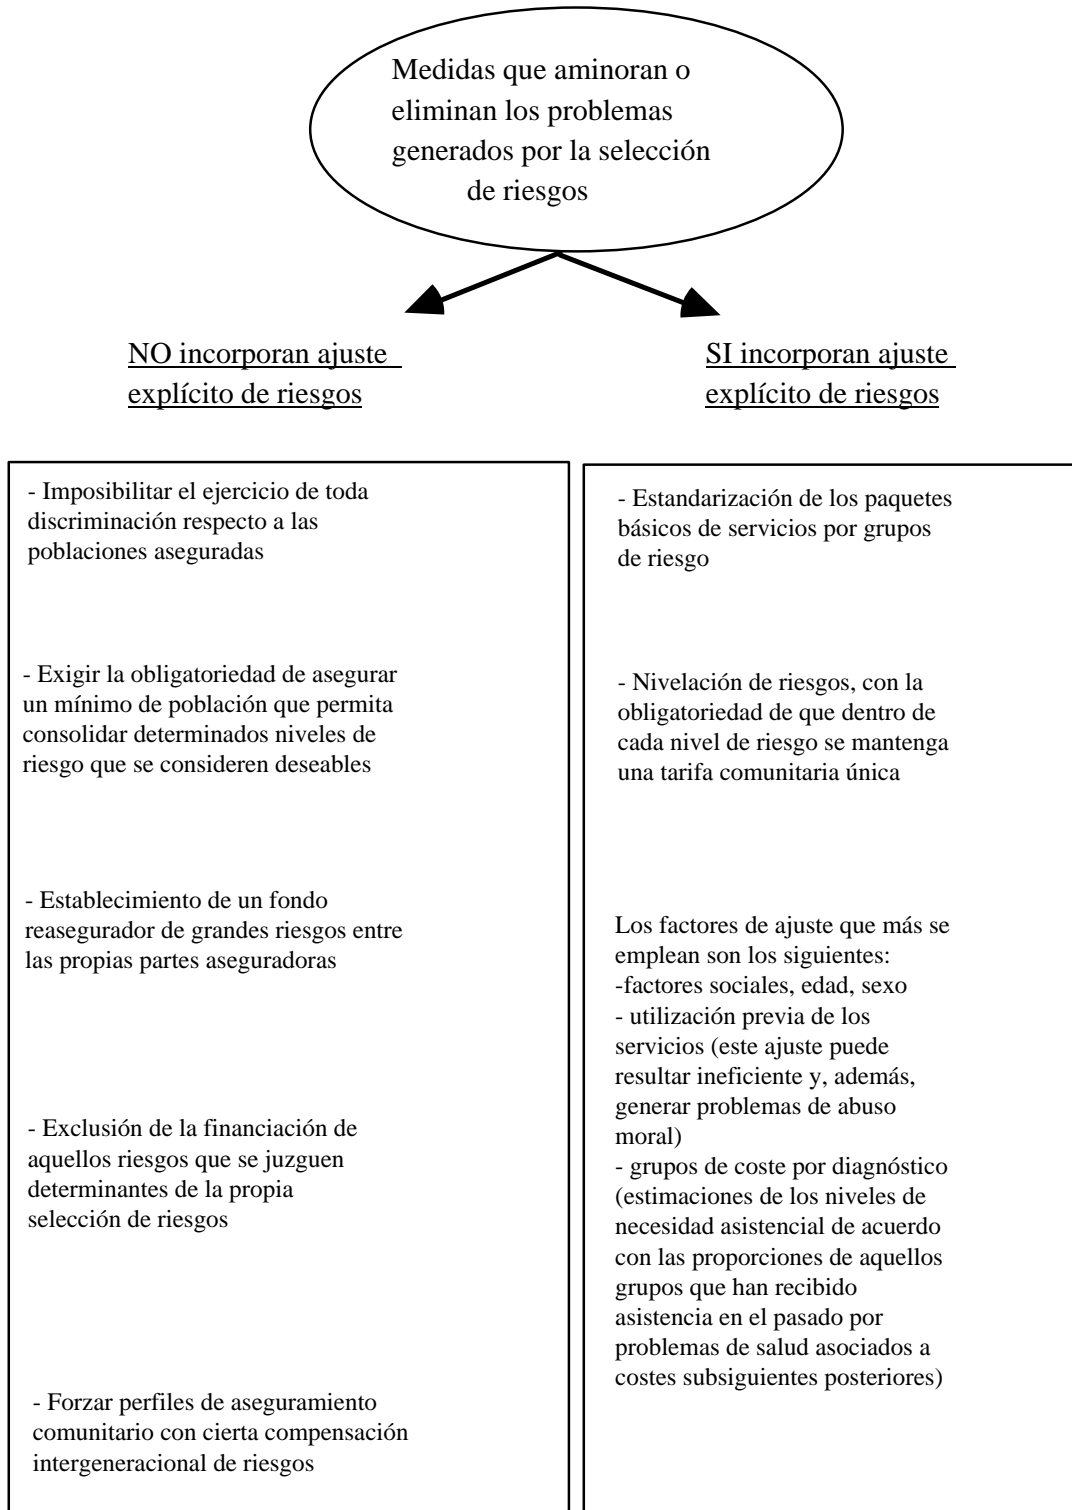 Medidas que aminoran o
eliminan los problemas
generados por la selección
de riesgos
NO incorporan ajuste
explícito de riesgos
SI incorporan ajuste
explícito de riesgos
- Imposibilitar el ejercicio de toda
discriminación respecto a las
poblaciones aseguradas
- Exigir la obligatoriedad de asegurar
un mínimo de población que permita
consolidar determinados niveles de
riesgo que se consideren deseables
- Establecimiento de un fondo
reasegurador de grandes riesgos entre
las propias partes aseguradoras
- Exclusión de la financiación de
aquellos riesgos que se juzguen
determinantes de la propia
selección de riesgos
- Forzar perfiles de aseguramiento
comunitario con cierta compensación
intergeneracional de riesgos
- Estandarización de los paquetes
básicos de servicios por grupos
de riesgo
- Nivelación de riesgos, con la
obligatoriedad de que dentro de
cada nivel de riesgo se mantenga
una tarifa comunitaria única
Los factores de ajuste que más se
emplean son los siguientes:
-factores sociales, edad, sexo
- utilización previa de los
servicios (este ajuste puede
resultar ineficiente y, además,
generar problemas de abuso
moral)
- grupos de coste por diagnóstico
(estimaciones de los niveles de
necesidad asistencial de acuerdo
con las proporciones de aquellos
grupos que han recibido
asistencia en el pasado por
problemas de salud asociados a
costes subsiguientes posteriores)